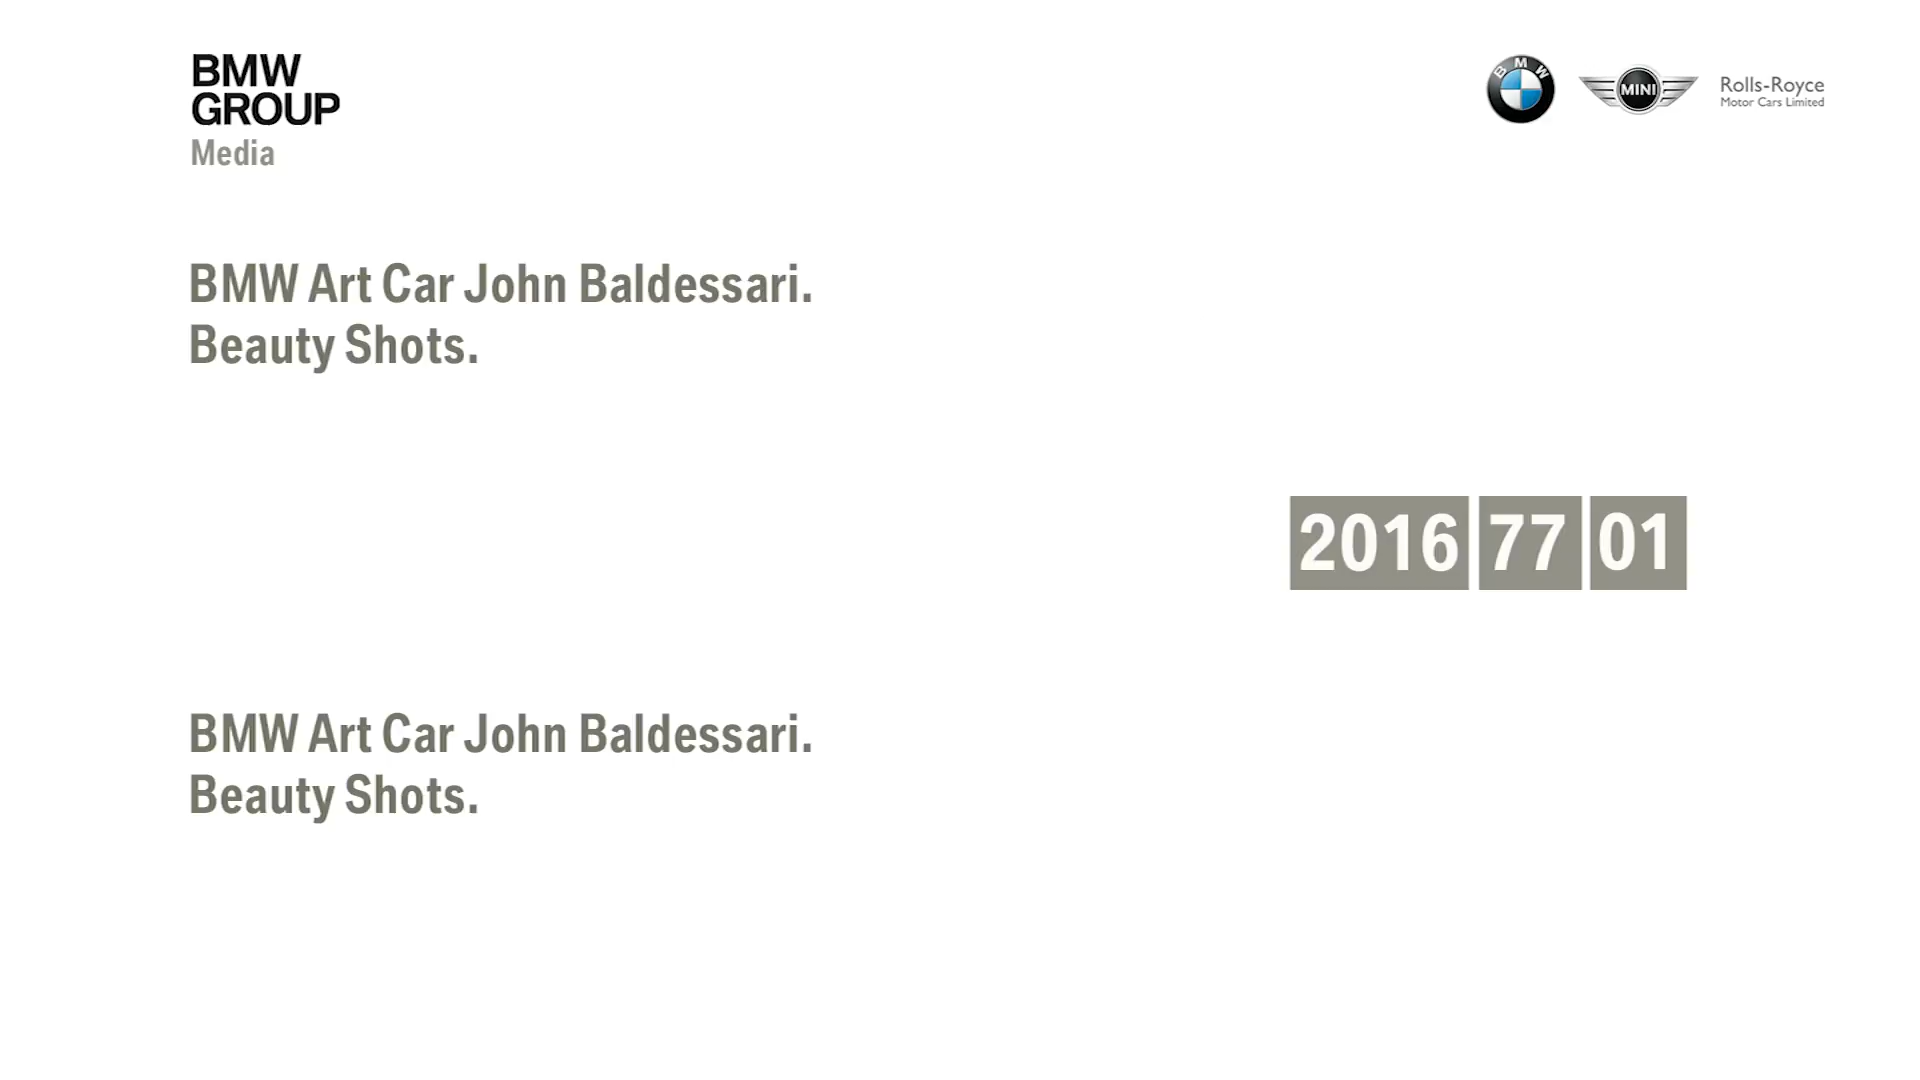 BMW
GROUP
Media
BMW
MINI
Rolls-Royce
Motor Cars Limited
BMW Art Car John Baldessari.
Beauty Shots.
2016 77 01
BMW Art Car John Baldessari.
Beauty Shots.